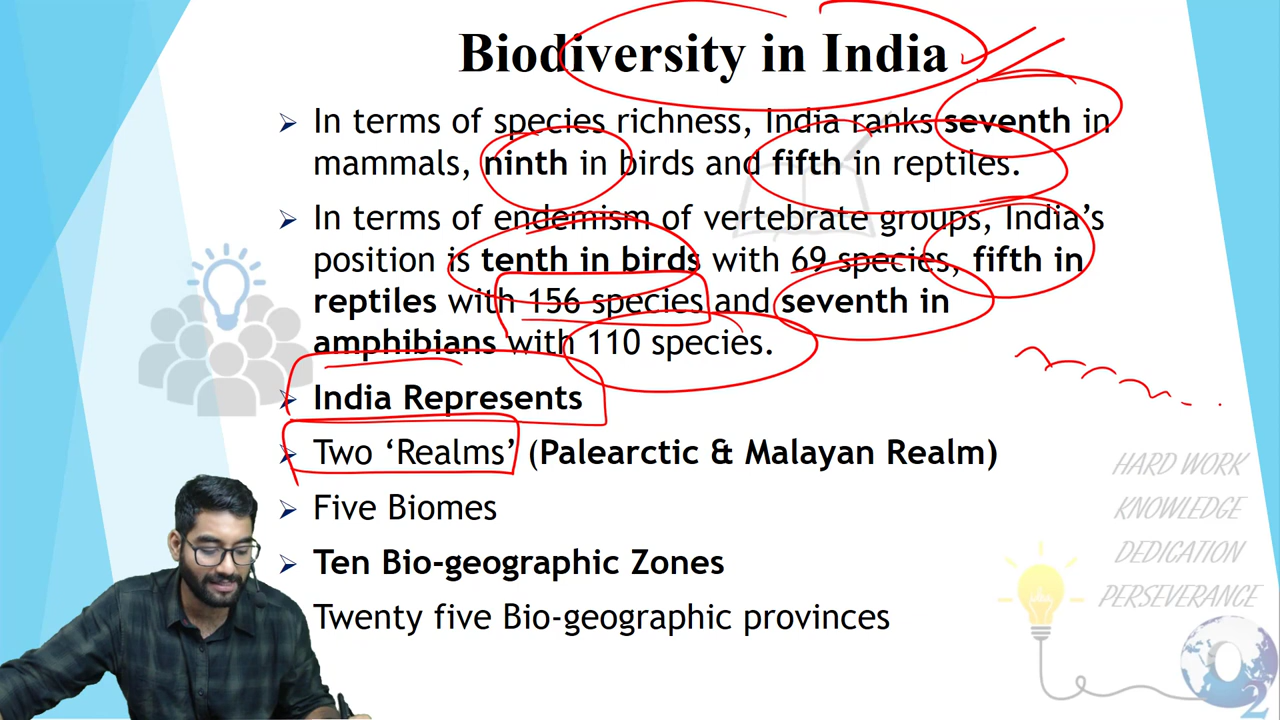 Biodiversity in India
➢ In terms of species richness, India ranks seventh in
mammals, ninth in birds and fifth in reptiles.
➢ In terms of endemism of vertebrate groups, India’s
position is tenth in birds with 69 species, fifth in
reptiles with 156 species and seventh in
amphibians with 110 species.
➢ India Represents
➢ Two ‘Realms’ (Palearctic & Malayan Realm)
➢ Five Biomes
➢ Ten Bio-geographic Zones
Twenty five Bio-geographic provinces
HARD WORK
KNOWLEDGE
DEDICATION
PERSEVERANCE
O2